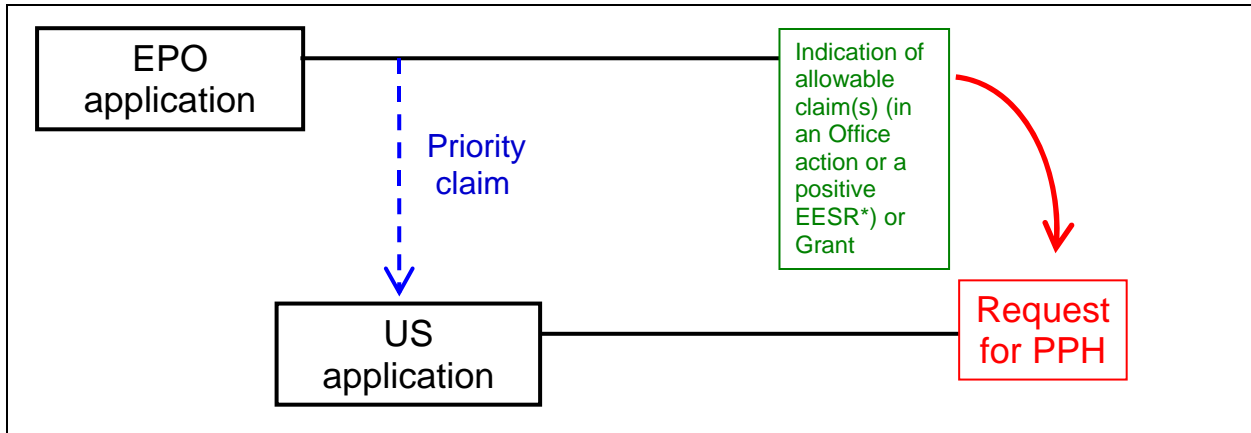 EPO
application
Indication of
allowable
claim(s) (in
an Office
action or a
positive
EESR*) or
Grant
Priority
claim
US
application
Request
for PPH